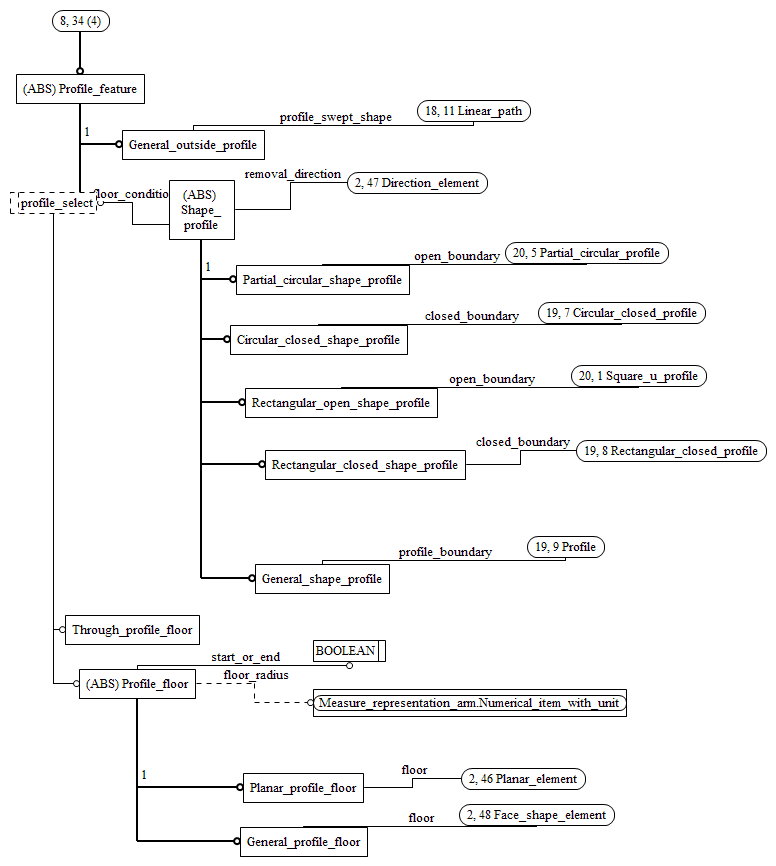 8, 34 (4)
(ABS) Profile_feature
1
General_outside_profile
profile_swept_shape
18, 11 Linear_path
profile_select
floor_conditio
(ABS)
Shape_
profile
removal_direction
2, 47 Direction_element
1
Partial_circular_shape_profile
open_boundary
20, 5 Partial_circular_profile
Circular_closed_shape_profile
closed_boundary
19, 7 Circular_closed_profile
Rectangular_open_shape_profile
open_boundary
20, 1 Square_u_profile
Rectangular_closed_shape_profile
closed_boundary
19, 8 Rectangular_closed_profile
General_shape_profile
profile_boundary
19, 9 Profile
Through_profile_floor
(ABS) Profile_floor
start_or_end
BOOLEAN
floor_radius
Measure_representation_arm.Numerical_item_with_unit
1
Planar_profile_floor
floor
2, 46 Planar_element
General_profile_floor
floor
2, 48 Face_shape_element